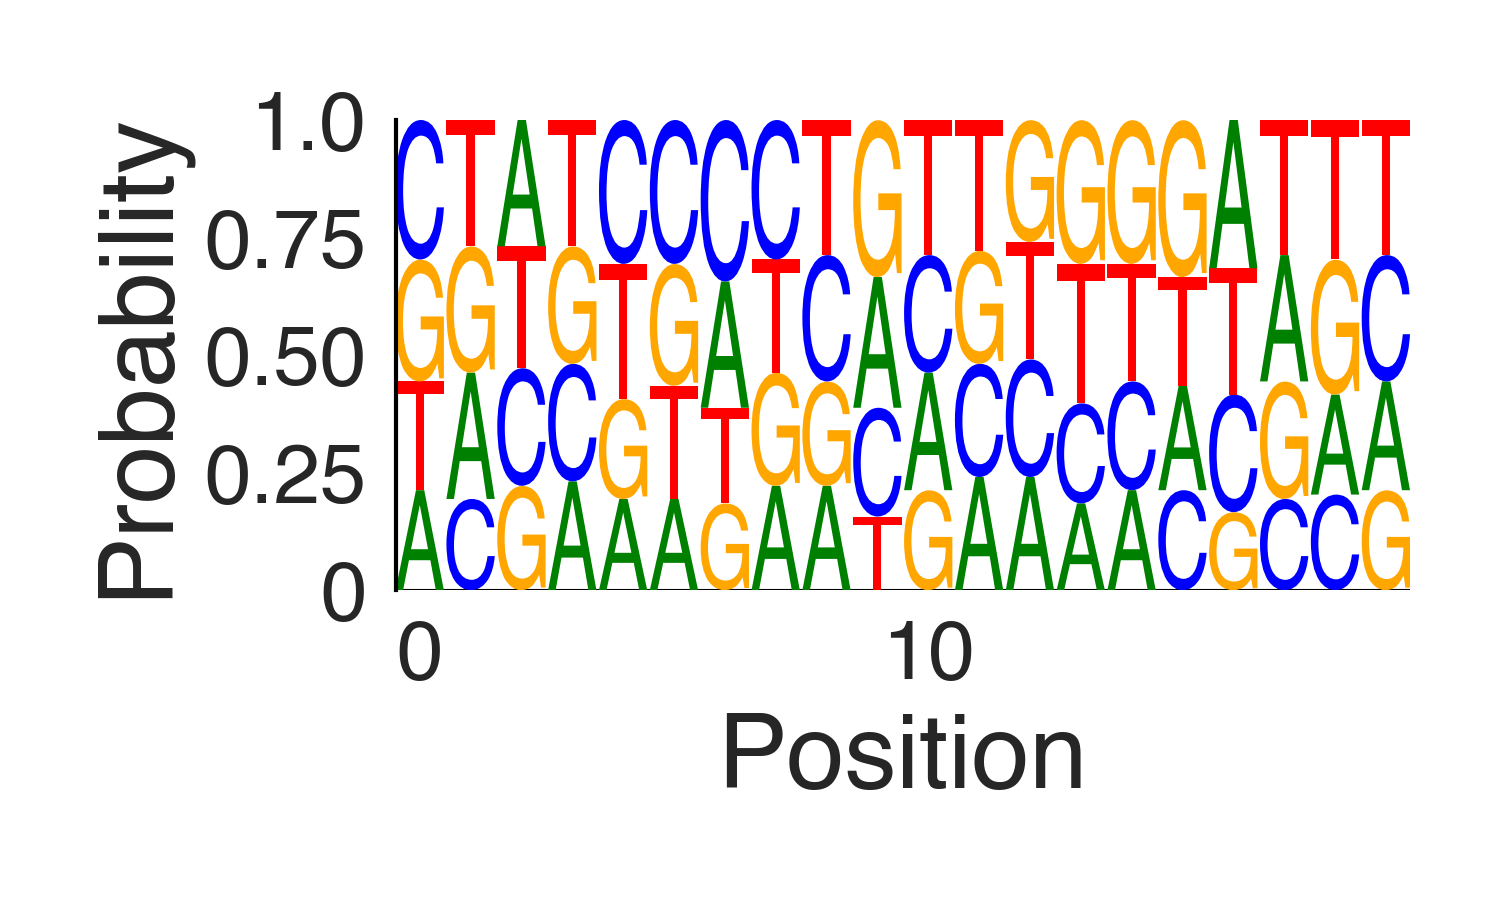 1.0
0.75
0.50
0.25
0
Probability
CTATCCCCTGTTGGGGATTT
GGTGTGATCACGTTTTTAGC
TACCGTTGGCACCCCACGAA
ACGAAAGAATGAAAACGCCG
0 10
Position